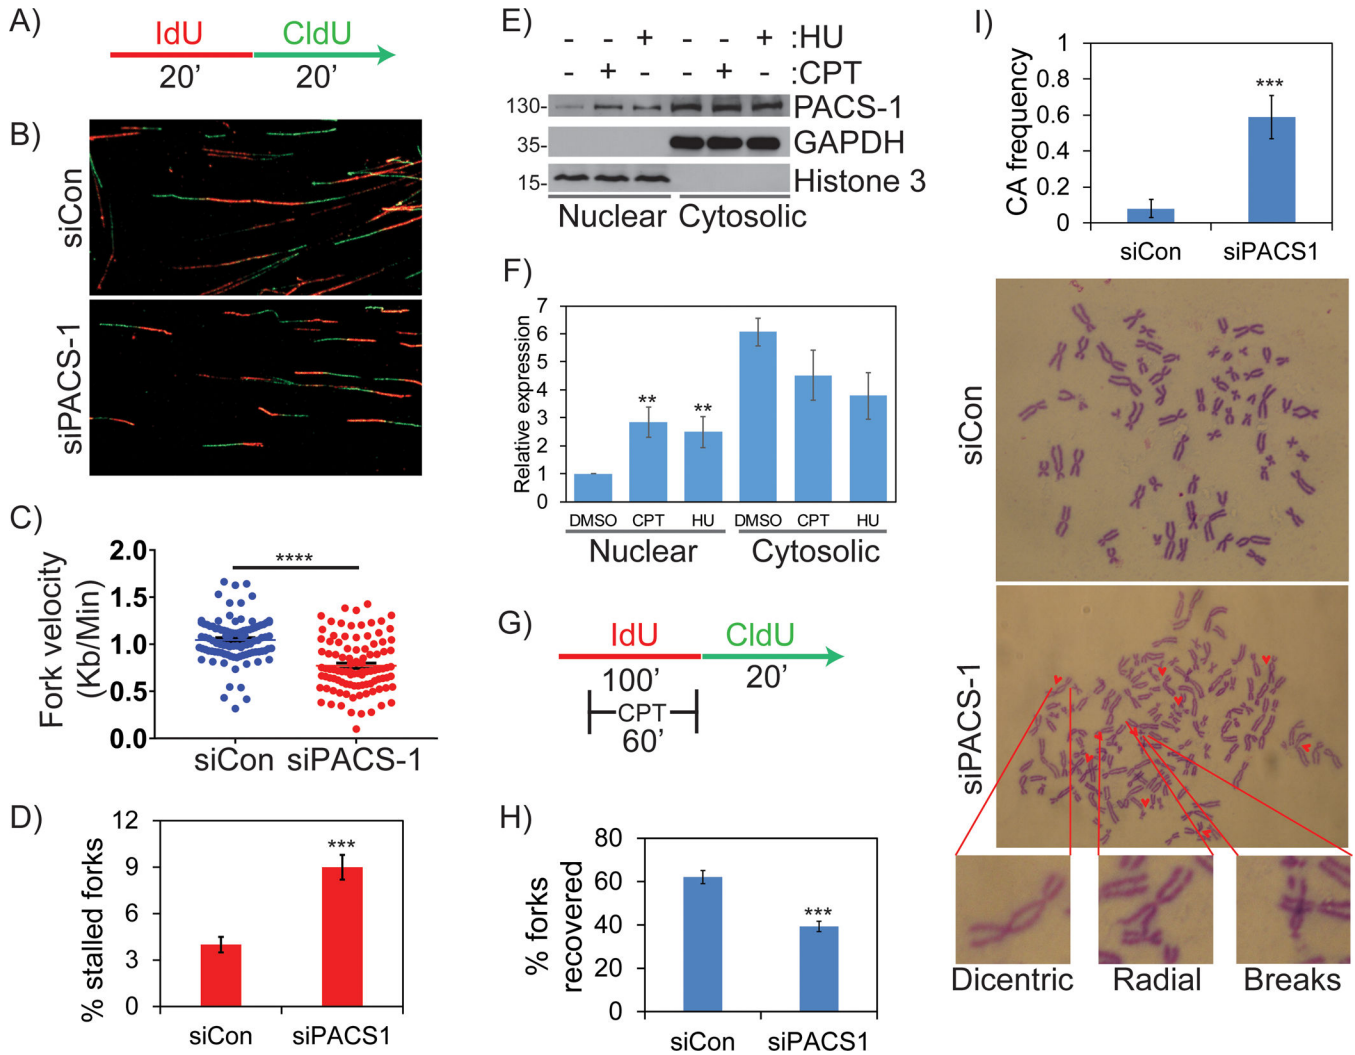 A)
IdU CldU
20’ 20’
B)
siCon
siPACS-1
C)
Fork velocity
(Kb/Min)
2.0
1.5
1.0
0.5
0.0
****
siCon siPACS-1
D)
% stalled forks
12
9
6
3
0
***
siCon siPACS1
E)
- - + - - + :HU
- + - - + - :CPT
130- PACS-1
35- GAPDH
15- Histone 3
Nuclear Cytosolic
F)
Relative expression
7
6
5
4
3
2
1
0
** **
DMSO CPT HU DMSO CPT HU
Nuclear Cytosolic
G)
IdU CldU
100’ 20’
CPT
60’
H)
% forks
recovered
80
60
40
20
0
***
siCon siPACS1
I)
CA frequency
1
0.8
0.6
0.4
0.2
0
***
siCon siPACS1
siCon
siPACS-1
Dicentric Radial Breaks